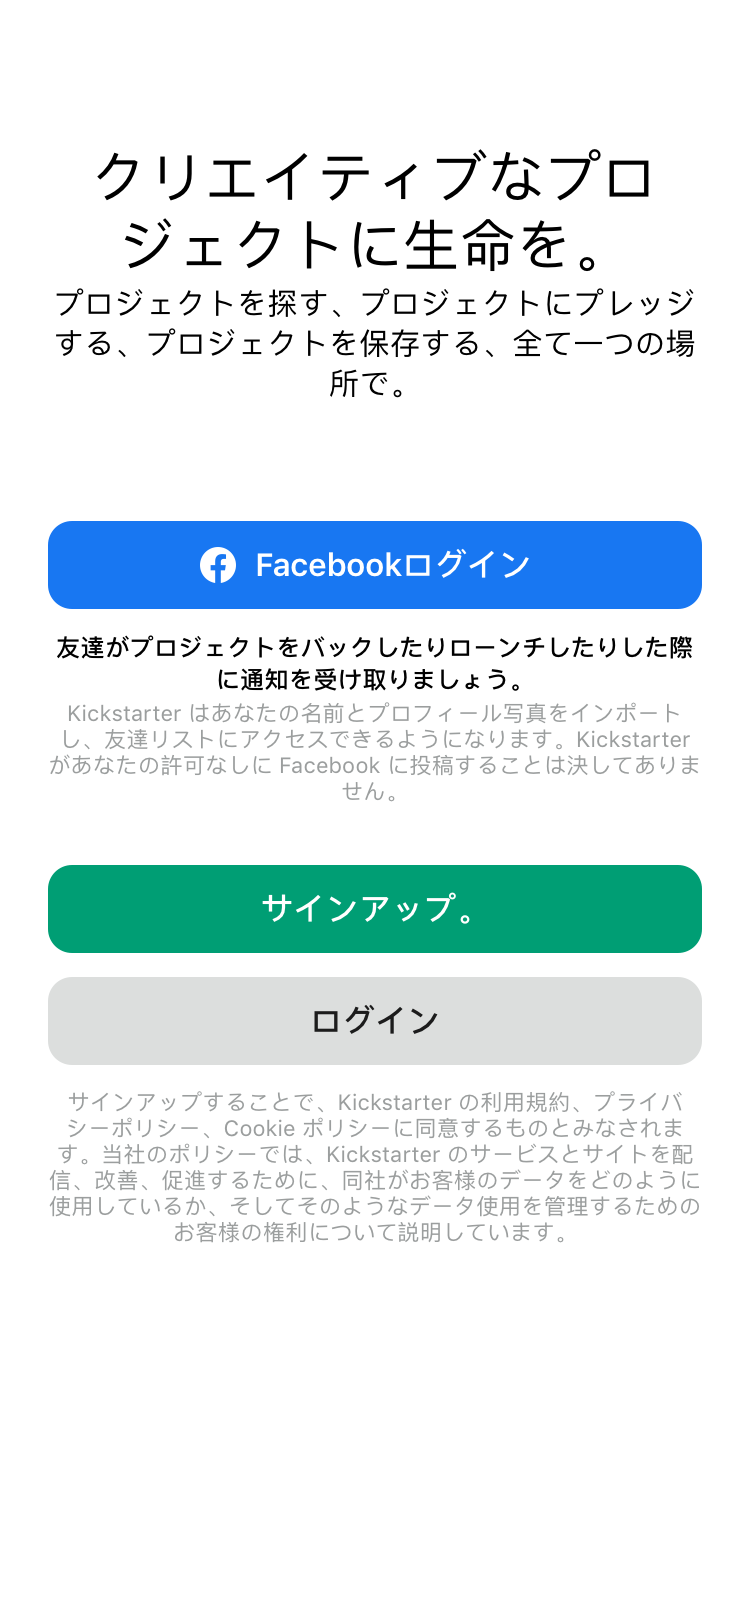 クリエイティブなプロ
ジェクトに生命を。
プロジェクトを探す、プロジェクトにプレッジ
する、プロジェクトを保存する、全て一つの場
所で。
Facebookログイン
友達がプロジェクトをバックしたりローンチしたりした際
に通知を受け取りましょう。
Kickstarter はあなたの名前とプロフィール写真をインポート
し、友達リストにアクセスできるようになります。Kickstarter
があなたの許可なしに Facebook に投稿することは決してありま
せん。
サインアップ。
ログイン
サインアップすることで、Kickstarter の利用規約、プライバ
シーポリシー、Cookie ポリシーに同意するものとみなされま
す。当社のポリシーでは、Kickstarter のサービスとサイトを配
信、改善、促進するために、同社がお客様のデータをどのように
使用しているか、そしてそのようなデータ使用を管理するための
お客様の権利について説明しています。